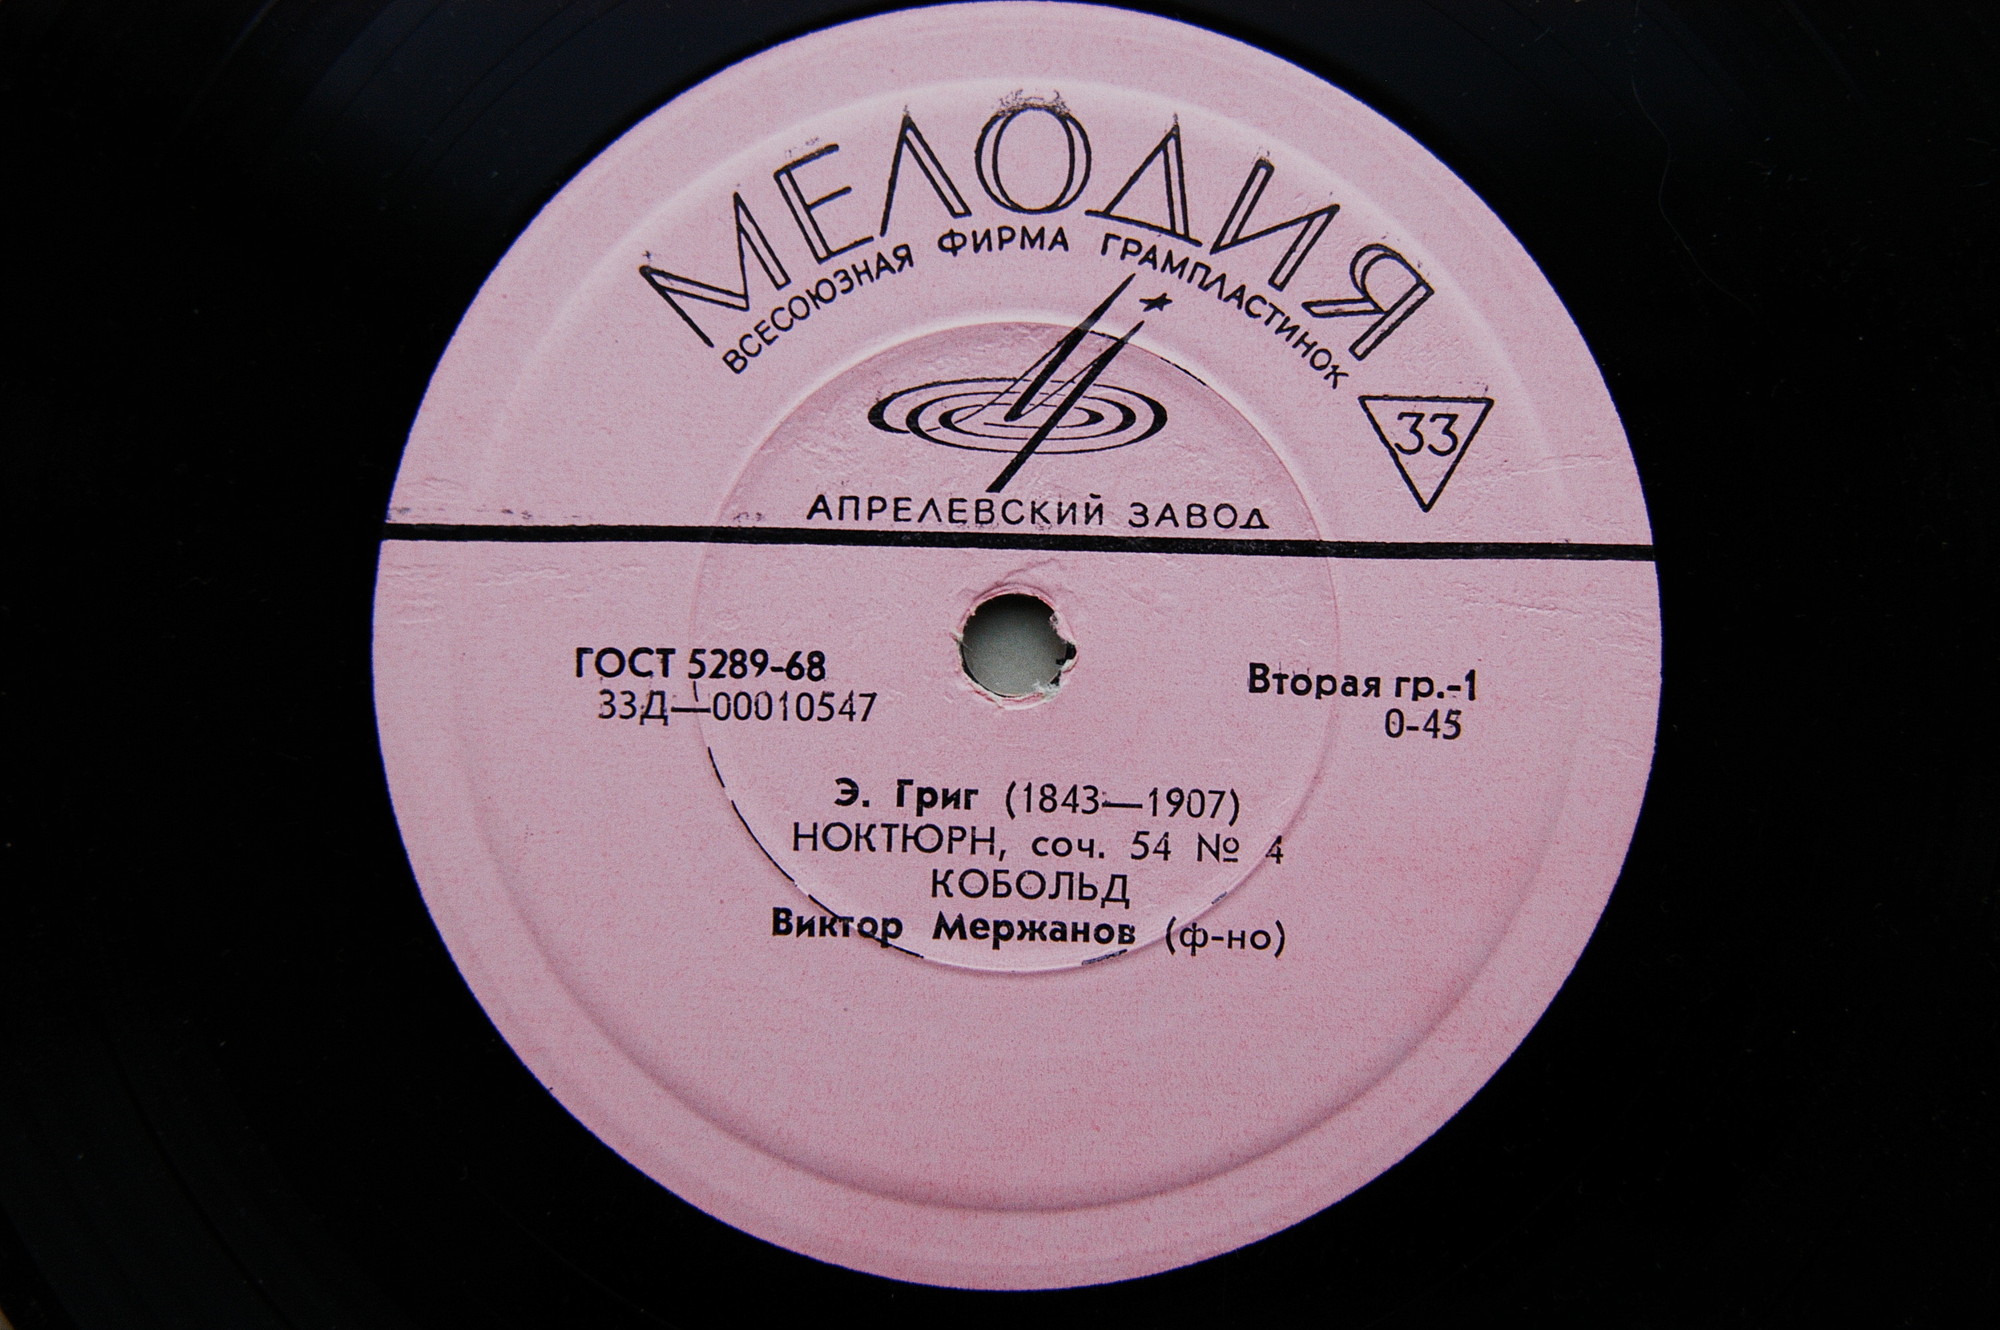 МЕЛОДИЯ
ВСЕСОЮЗНАЯ ФИРМА ГРАМПЛАСТИНОК
33
АПРЕЛЕВСКИЙ ЗАВОД
ГОСТ 5289-68
33Д—00010547
Вторая гр.-1
0-45
Э. Григ (1843—1907)
НОКТЮРН, соч. 54 № 4
КОБОЛЬД
Виктор Мержанов (ф-но)